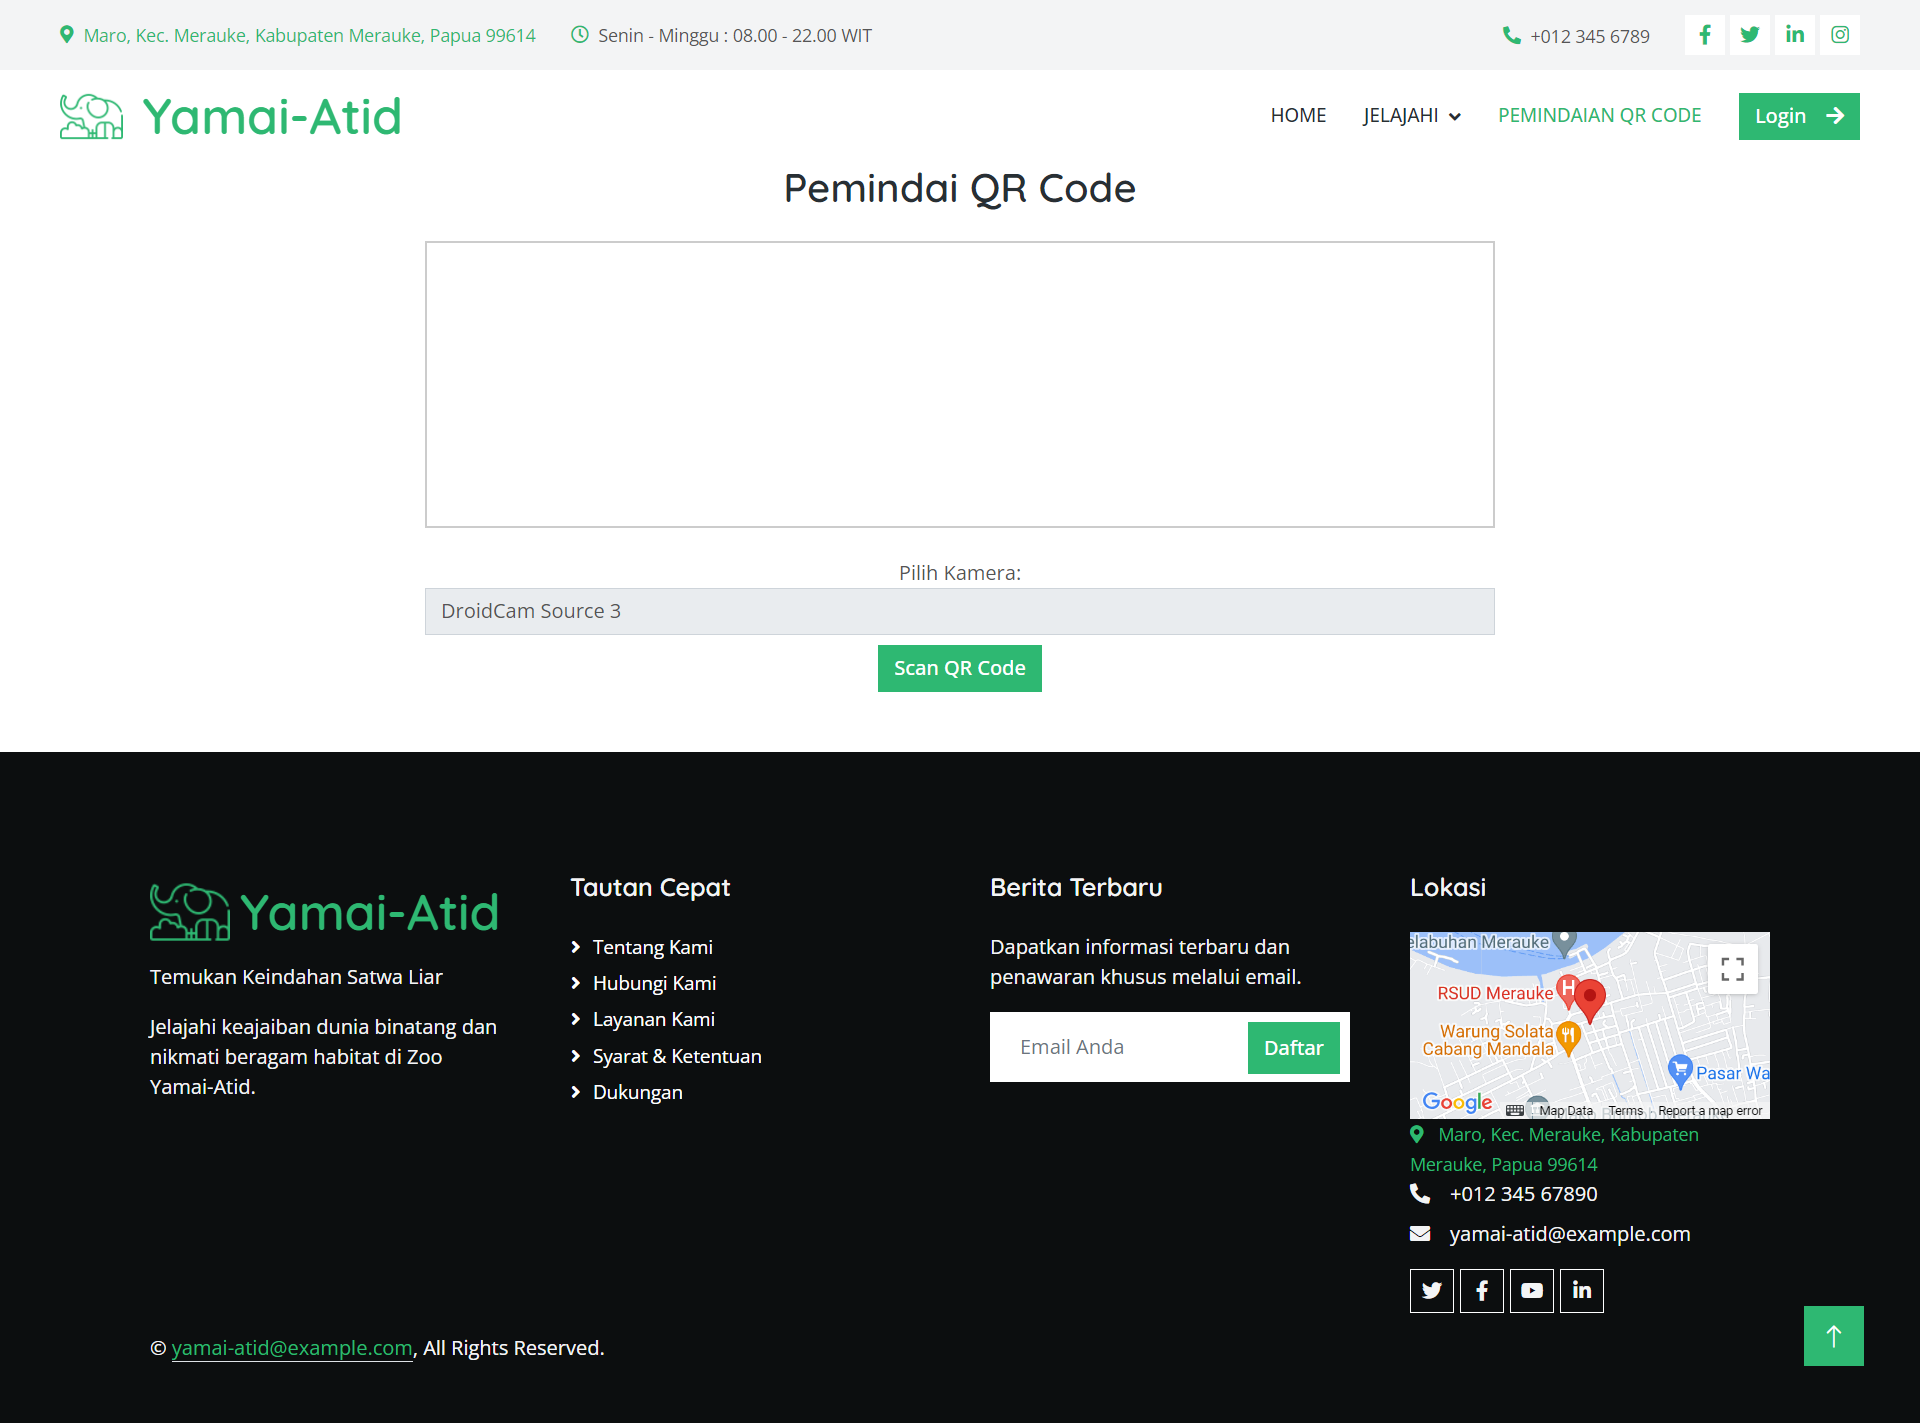 Maro, Kec. Merauke, Kabupaten Merauke, Papua 99614
Senin - Minggu : 08.00 - 22.00 WIT
+012 345 6789
Yamai-Atid
HOME
JELAJAHI
PEMINDAIAN QR CODE
Login
Pemindai QR Code
Pilih Kamera:
DroidCam Source 3
Scan QR Code
Yamai-Atid
Temukan Keindahan Satwa Liar
Jelajahi keajaiban dunia binatang dan
nikmati beragam habitat di Zoo
Yamai-Atid.
Tautan Cepat
Tentang Kami
Hubungi Kami
Layanan Kami
Syarat & Ketentuan
Dukungan
Berita Terbaru
Dapatkan informasi terbaru dan
penawaran khusus melalui email.
Email Anda
Daftar
Lokasi
elabuhan Merauke
RSUD Merauke
H
Warung Solata
Cabang Mandala
Pasar Wa
Google
Map Data
Terms
Report a map error
Maro, Kec. Merauke, Kabupaten
Merauke, Papua 99614
+012 345 67890
yamai-atid@example.com
© yamai-atid@example.com, All Rights Reserved.